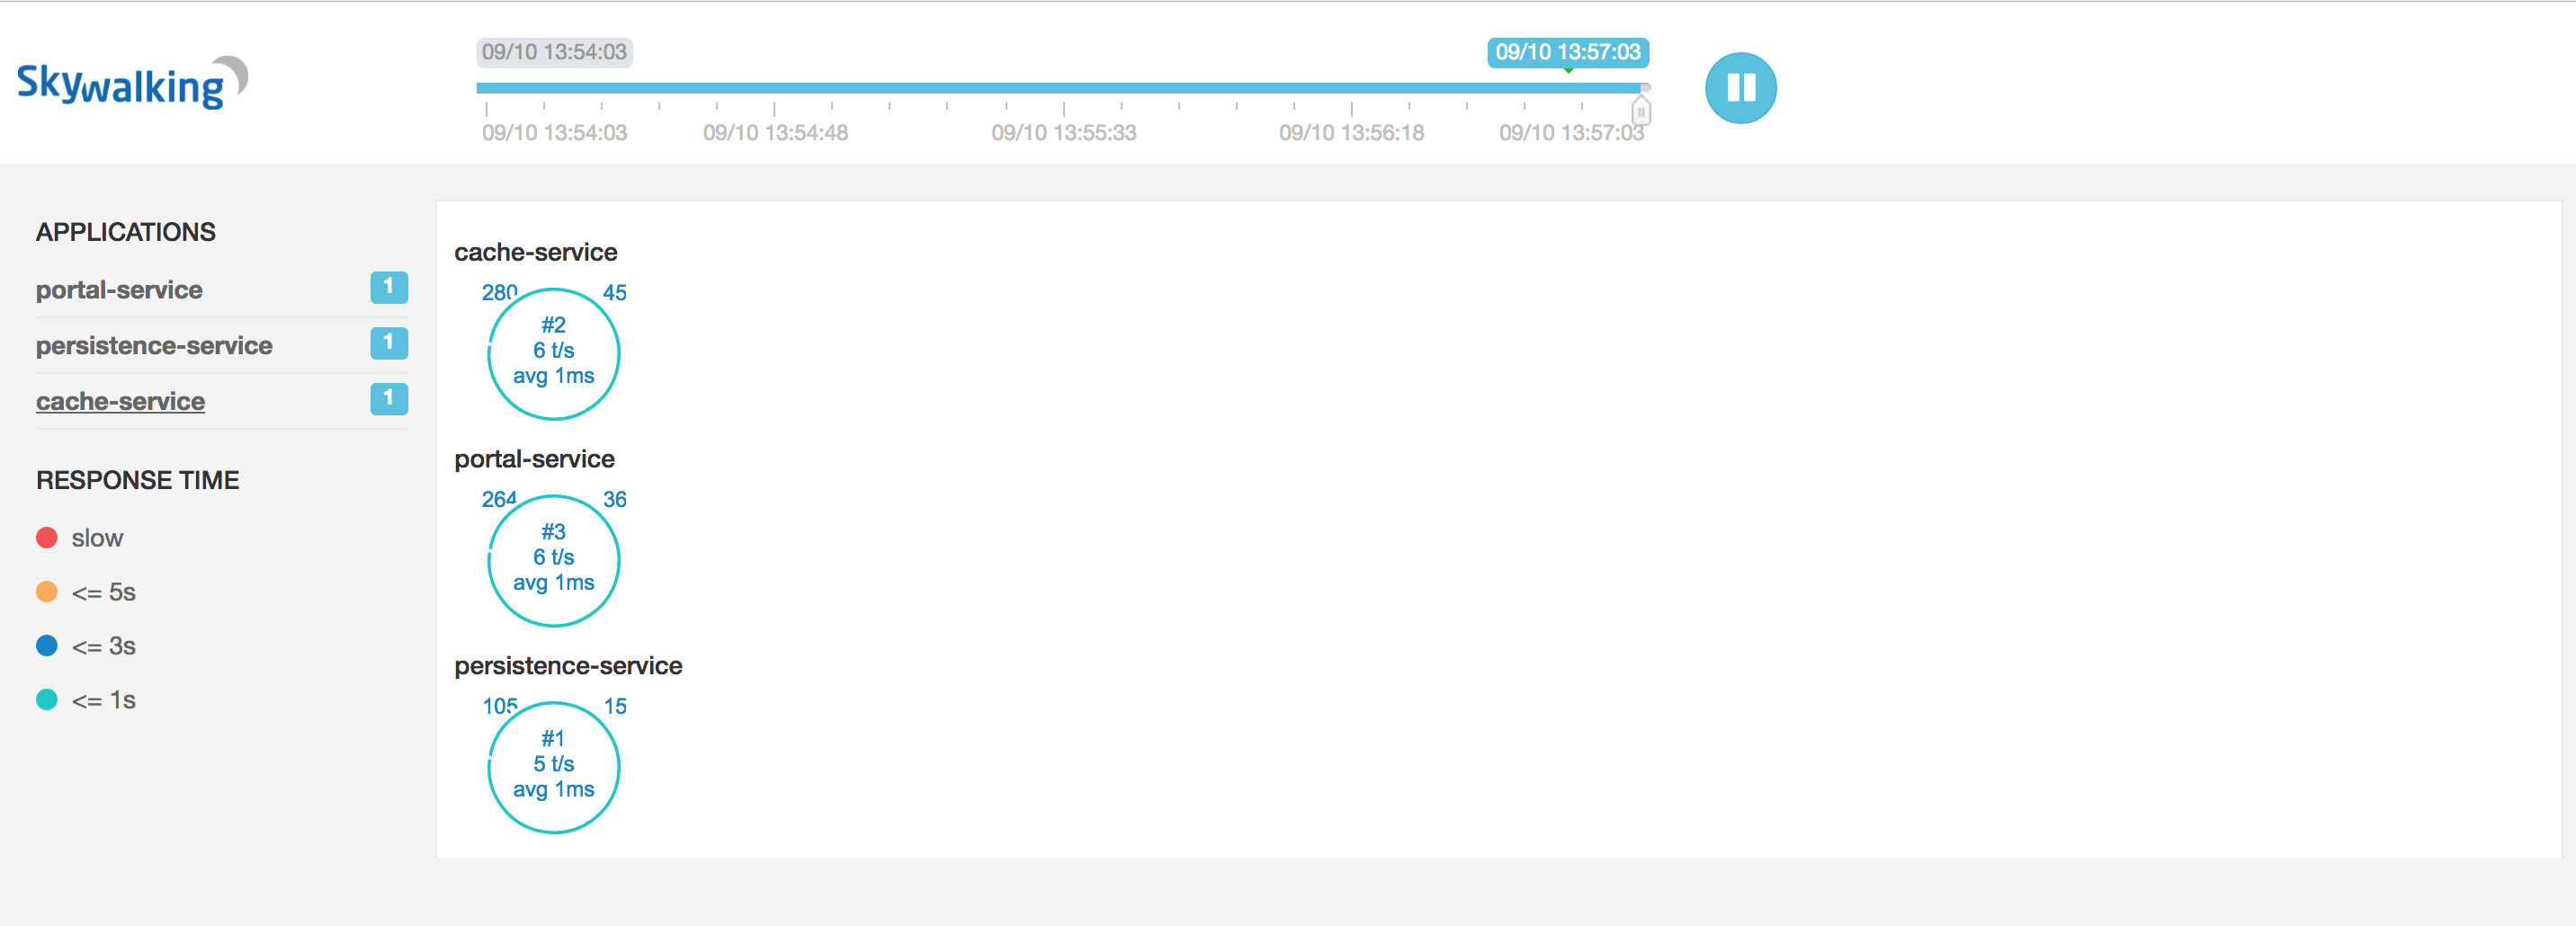 Skywalking
09/10 13:54:03
09/10 13:57:03
09/10 13:54:03
09/10 13:54:48
09/10 13:55:33
09/10 13:56:18
09/10 13:57:03
APPLICATIONS
portal-service 1
persistence-service 1
cache-service 1
RESPONSE TIME
slow
<= 5s
<= 3s
<= 1s
cache-service
280 45
#2
6 t/s
avg 1ms
portal-service
264 36
#3
6 t/s
avg 1ms
persistence-service
105 15
#1
5 t/s
avg 1ms